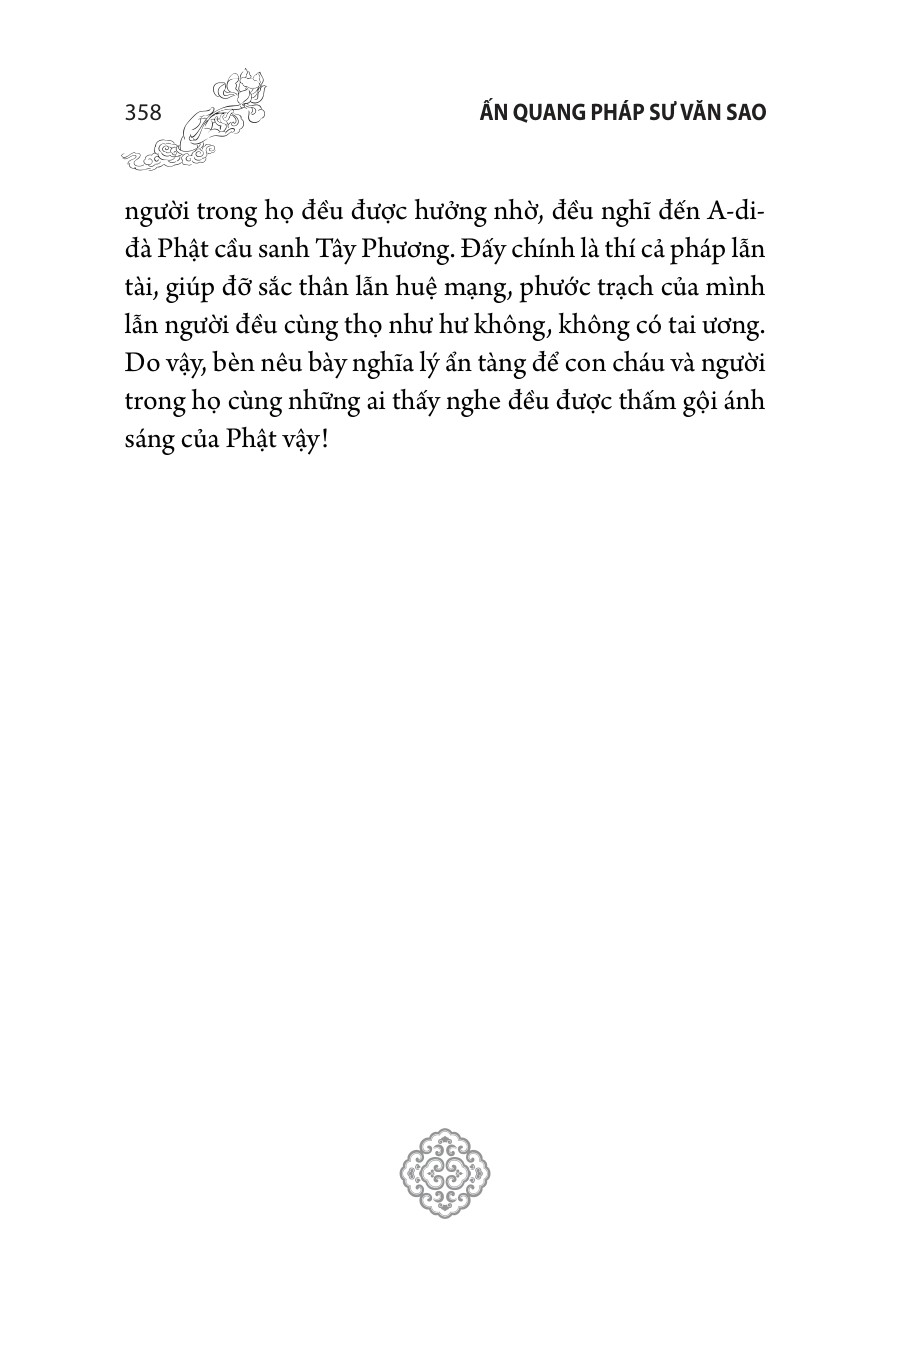 358
ẤN QUANG PHÁP SƯ VĂN SAO
người trong họ đều được hưởng nhờ, đều nghĩ đến A-di-
đà Phật cầu sanh Tây Phương. Đấy chính là thí cả pháp lẫn
tài, giúp đỡ sắc thân lẫn huệ mạng, phước trạch của mình
lẫn người đều cùng thọ như hư không, không có tai ương.
Do vậy, bèn nêu bày nghĩa lý ẩn tàng để con cháu và người
trong họ cùng những ai thấy nghe đều được thấm gội ánh
sáng của Phật vậy!